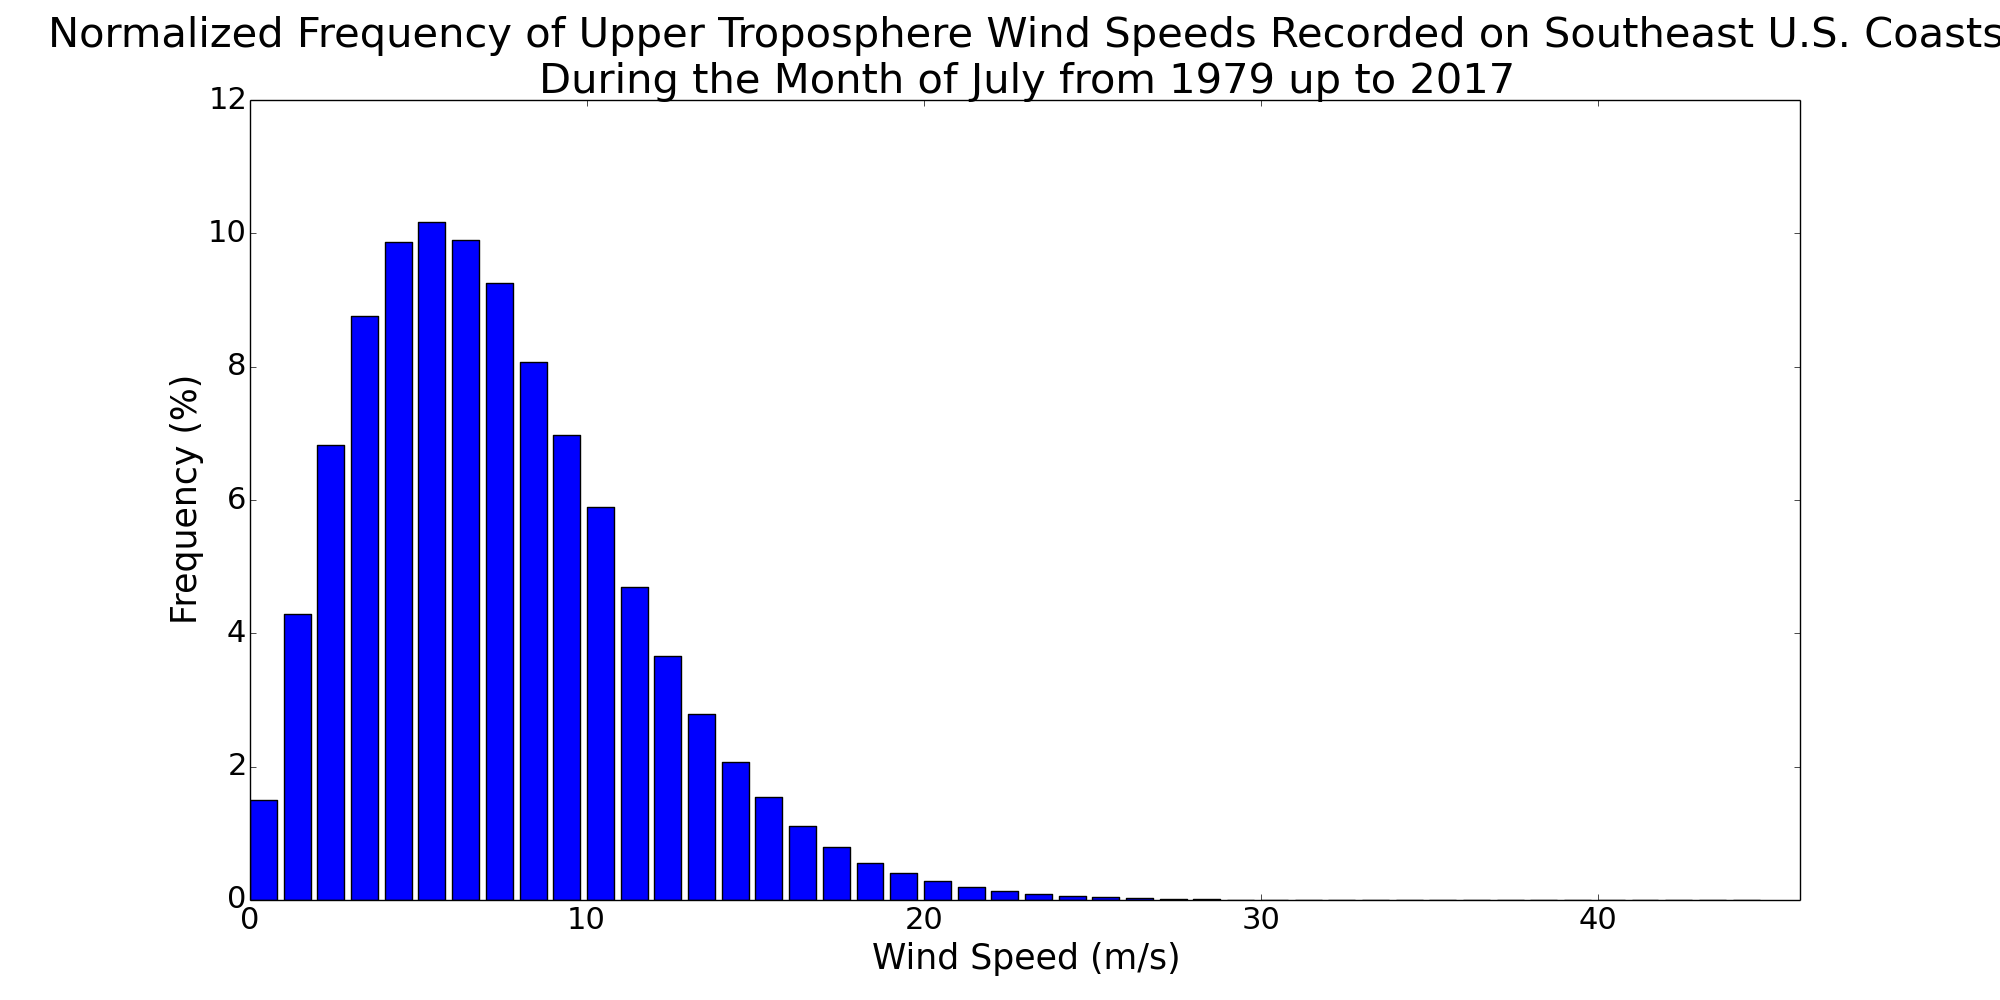 Normalized Frequency of Upper Troposphere Wind Speeds Recorded on Southeast U.S. Coasts
During the Month of July from 1979 up to 2017
12
10
8
6
4
2
0
Frequency (%)
0 10 20 30 40
Wind Speed (m/s)